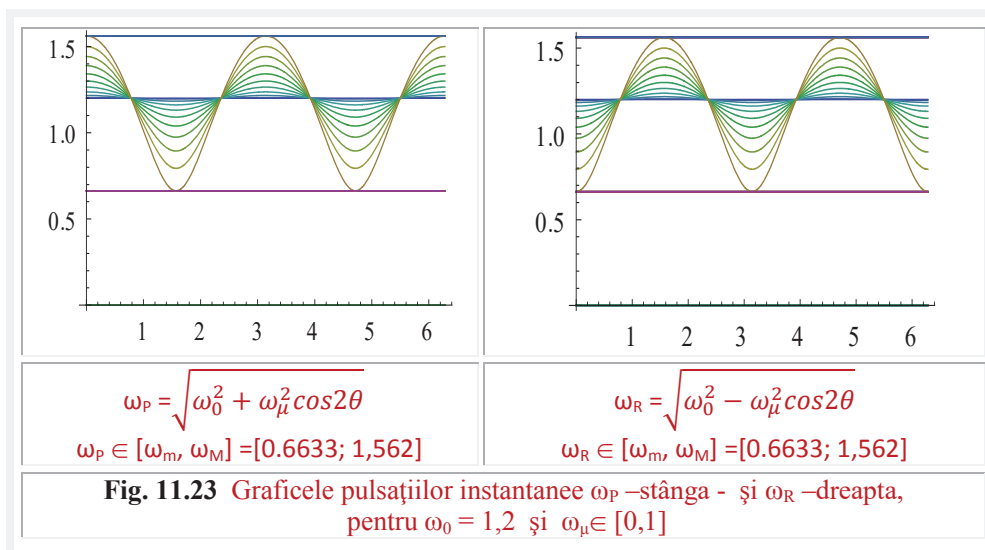 1.5
1.0
0.5
1 2 3 4 5 6
1.5
1.0
0.5
1 2 3 4 5 6
ωP =√ω₀² + ωμ²cos2θ
ωP ∈ [ωm, ωM] =[0.6633; 1,562]
ωR =√ω₀² − ωμ²cos2θ
ωR ∈ [ωm, ωM] =[0.6633; 1,562]
Fig. 11.23 Graficele pulsaţiilor instantanee ωP –stânga - şi ωR –dreapta,
pentru ω0 = 1,2 şi ωμ∈ [0,1]